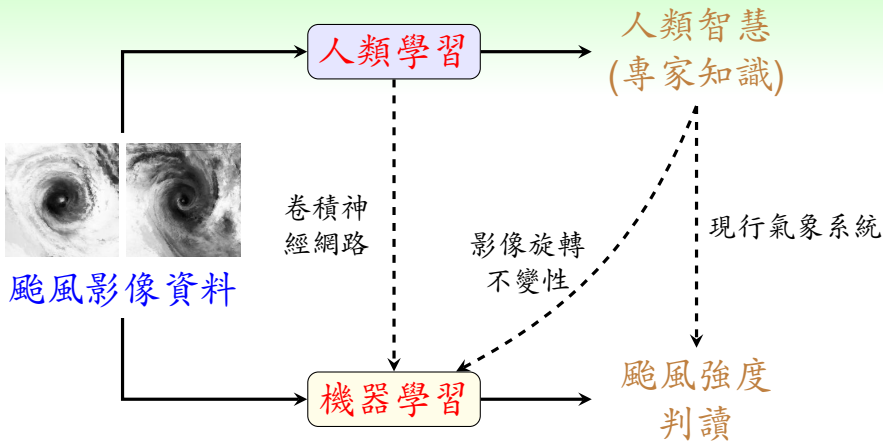 人類學習
人類智慧
(專家知識)
卷積神
經網路
影像旋轉
不變性
現行氣象系統
颱風影像資料
機器學習
颱風強度
判讀